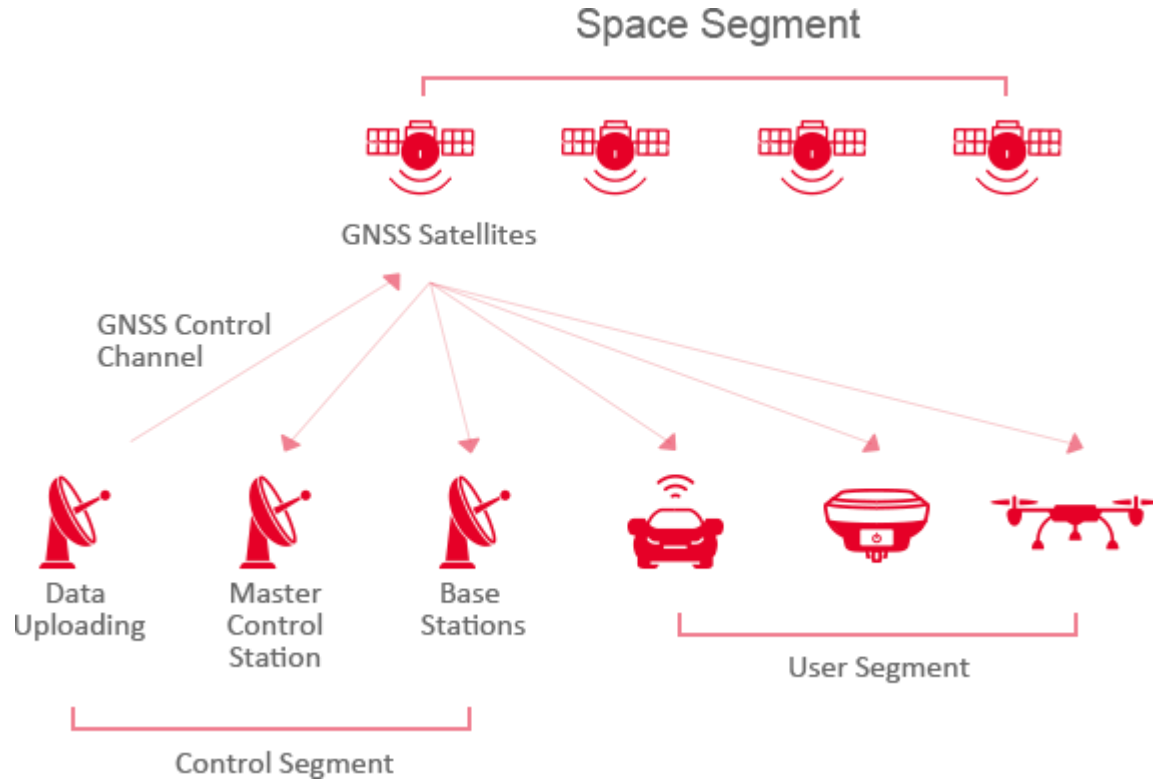 Space Segment
GNSS Satellites
GNSS Control
Channel
Data
Uploading
Master
Control
Station
Base
Stations
User Segment
Control Segment